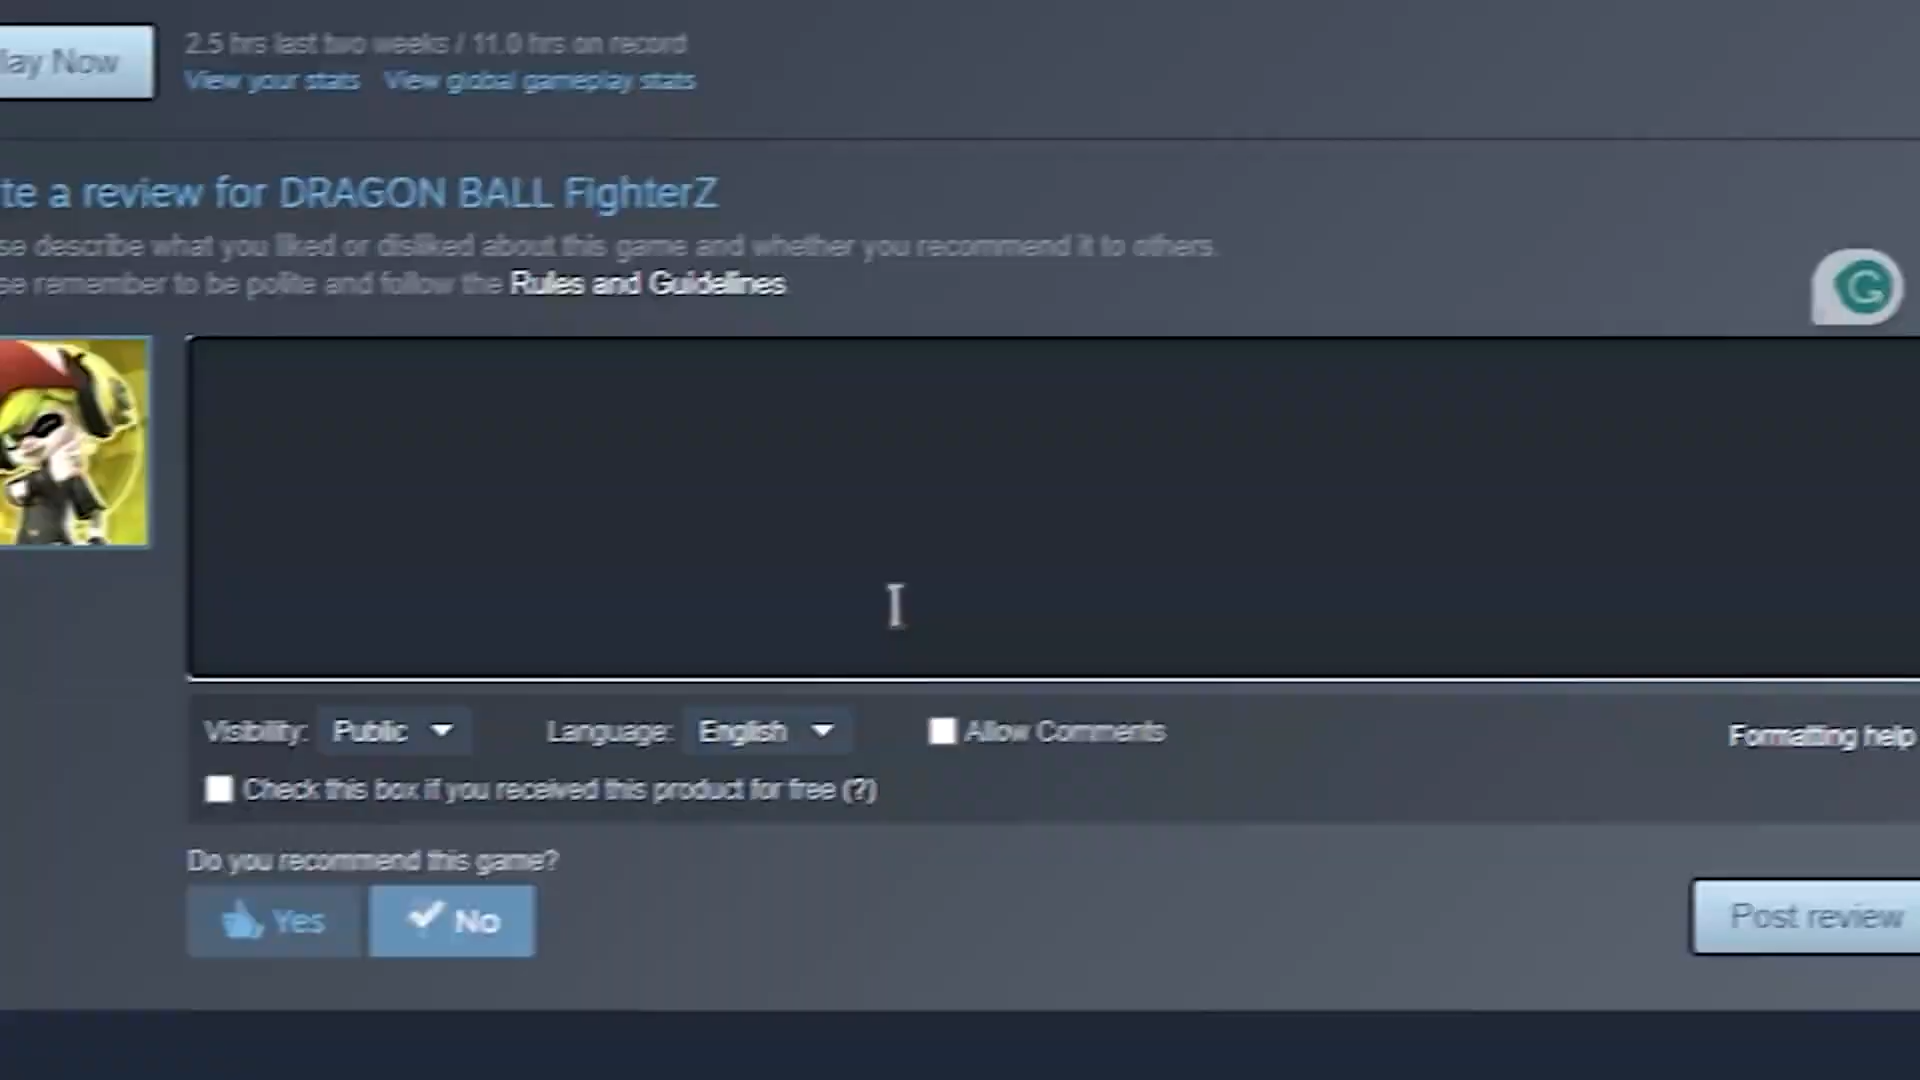 lay Now
2.5 hrs last two weeks / 11.0 hrs on record
View your stats View global gameplay stats
te a review for DRAGON BALL FighterZ
se describe what you liked or disliked about this game and whether you recommend it to others.
se remember to be polite and follow the Rules and Guidelines
G
Visibility: Public Language: English Allow Comments Formatting help
Check this box if you received this product for free (?)
Do you recommend this game?
Yes No Post review